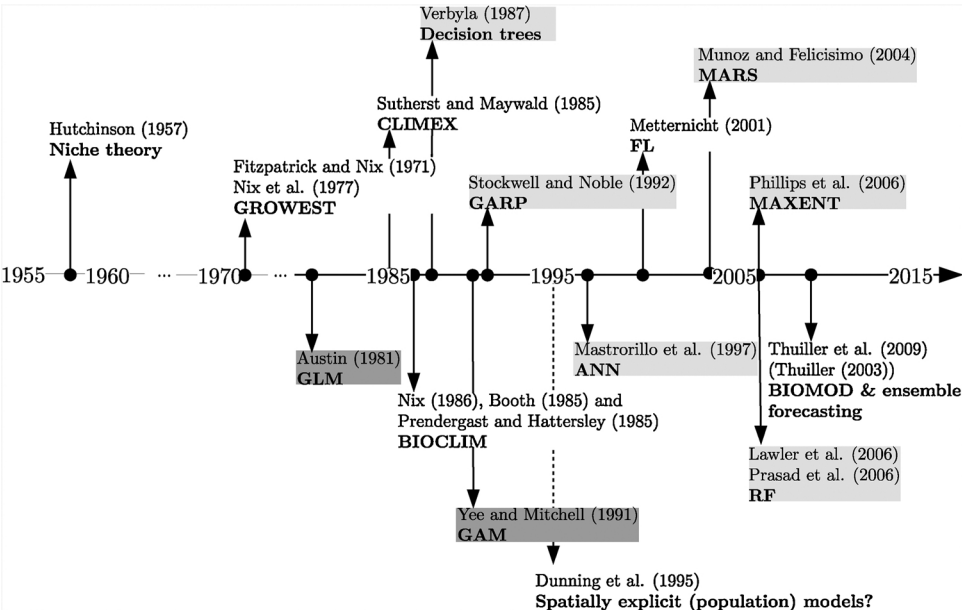 Verbyla (1987)
Decision trees
Munoz and Felicisimo (2004)
MARS
Sutherst and Maywald (1985)
CLIMEX
Hutchinson (1957)
Niche theory
Metternicht (2001)
FL
Fitzpatrick and Nix (1971)
Nix et al. (1977)
GROWEST
Stockwell and Noble (1992)
GARP
Phillips et al. (2006)
MAXENT
1955 1960 ... 1970 ... 1985 1995 2005 2015
Austin (1981)
GLM
Mastrorillo et al. (1997)
ANN
Thuiller et al. (2009)
(Thuiller (2003))
BIOMOD & ensemble
forecasting
Nix (1986), Booth (1985) and
Prendergast and Hattersley (1985)
BIOCLIM
Lawler et al. (2006)
Prasad et al. (2006)
RF
Yee and Mitchell (1991)
GAM
Dunning et al. (1995)
Spatially explicit (population) models?